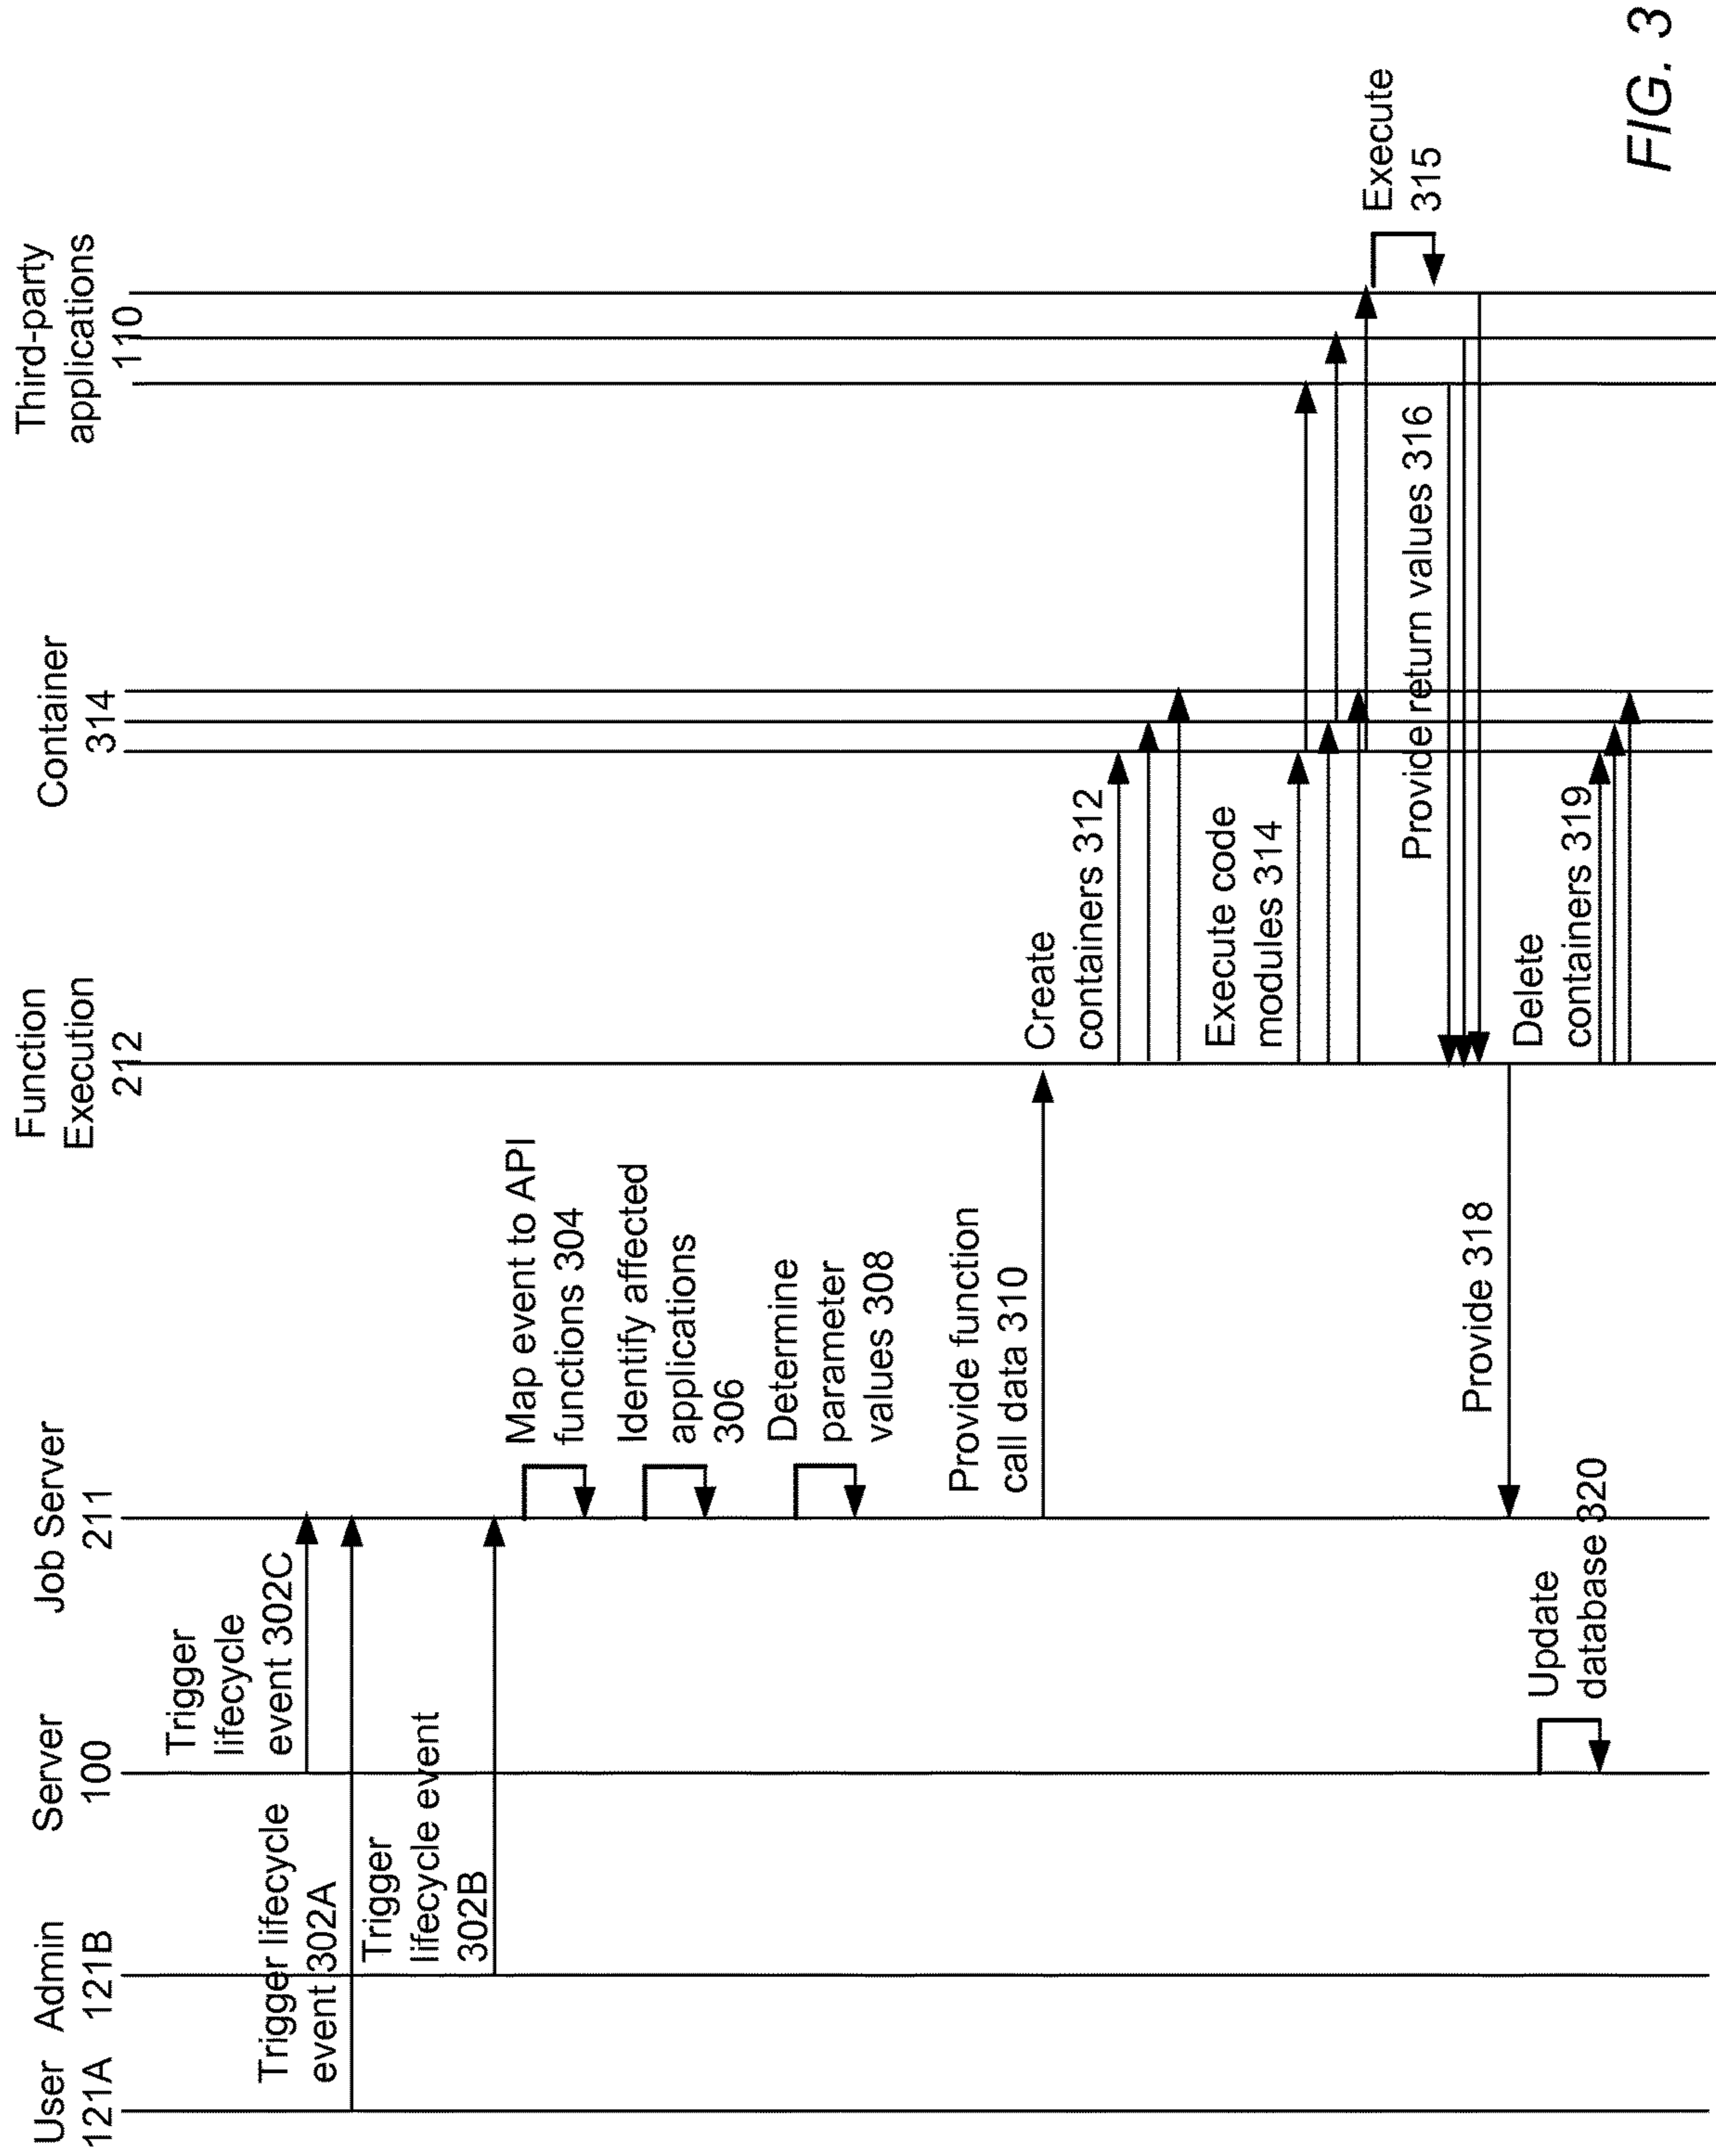 User
121A
Admin
121B
Server
100
Job Server
211
Function
Execution
212
Container
314
Third-party
applications
110
Trigger
lifecycle
event 302C
Trigger lifecycle
event 302A
Trigger
lifecycle event
302B
Map event to API
functions 304
Identify affected
applications
306
Determine
parameter
values 308
Provide function
call data 310
Create
containers 312
Execute code
modules 314
Execute
315
Provide return values 316
Provide 318
Delete
containers 319
Update
database 320
FIG. 3